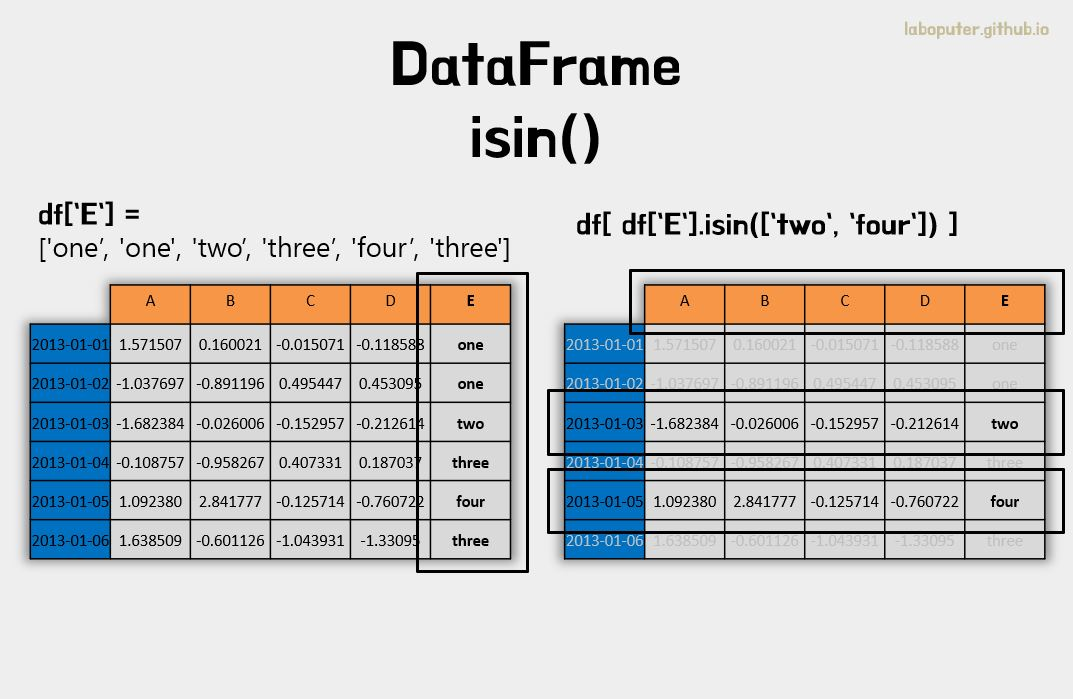 laboputer.github.io
DataFrame
isin()
df[‘E‘] =
['one’, 'one', 'two’, 'three’, 'four’, 'three']
A B C D E
2013-01-01 1.571507 0.160021 -0.015071 -0.118588 one
2013-01-02 -1.037697 -0.891196 0.495447 0.453095 one
2013-01-03 -1.682384 -0.026006 -0.152957 -0.212614 two
2013-01-04 -0.108757 -0.958267 0.407331 0.187037 three
2013-01-05 1.092380 2.841777 -0.125714 -0.760722 four
2013-01-06 1.638509 -0.601126 -1.043931 -1.33095 three
df[ df[‘E‘].isin([‘two‘, ‘four‘]) ]
A B C D E
2013-01-01 1.571507 0.160021 -0.015071 -0.118588 one
2013-01-02 -1.037697 -0.891196 0.495447 0.453095 one
2013-01-03 -1.682384 -0.026006 -0.152957 -0.212614 two
2013-01-04 -0.108757 -0.958267 0.407331 0.187037 three
2013-01-05 1.092380 2.841777 -0.125714 -0.760722 four
2013-01-06 1.638509 -0.601126 -1.043931 -1.33095 three